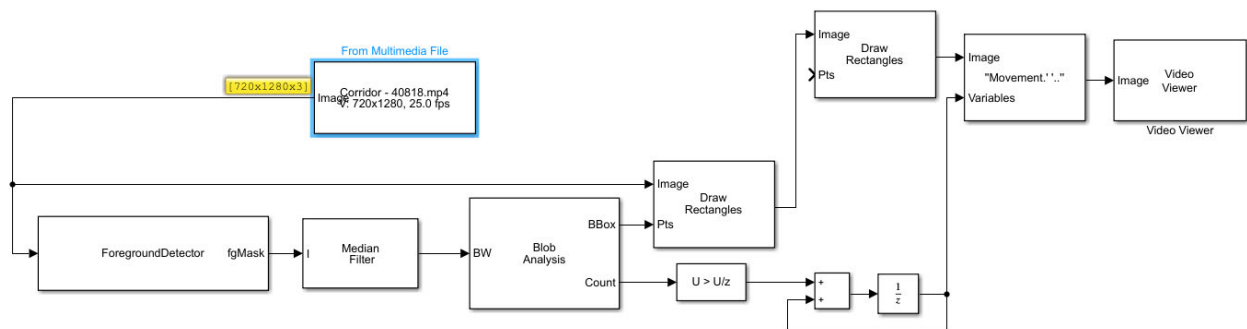 From Multimedia File
[720x1280x3]
Image
Corridor - 40818.mp4
V: 720x1280, 25.0 fps
Image
Pts
Draw
Rectangles
Image
Variables
"Movement.' '.."
Image
Video
Viewer
Video Viewer
Image
Pts
Draw
Rectangles
ForegroundDetector
fgMask
I
Median
Filter
BW
Blob
Analysis
BBox
Count
U > U/z
+
+
1
z